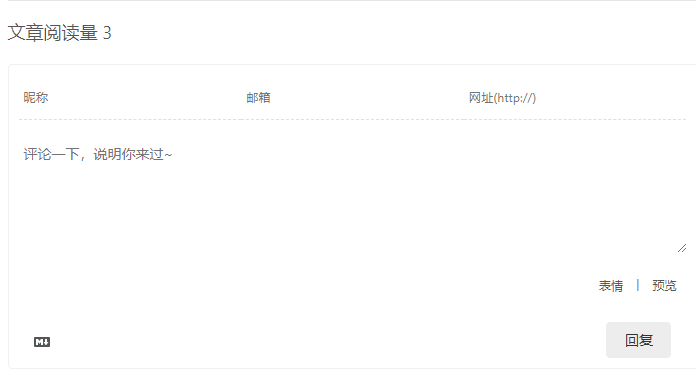 文章阅读量 3
昵称 邮箱 网址(http://)
评论一下，说明你来过~
表情 | 预览
M↓ 回复